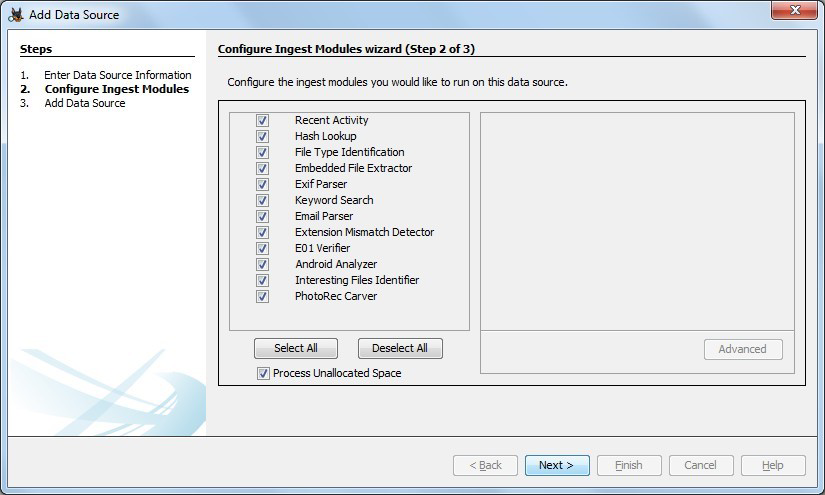 Add Data Source
Steps
1. Enter Data Source Information
2. Configure Ingest Modules
3. Add Data Source
Configure Ingest Modules wizard (Step 2 of 3)
Configure the ingest modules you would like to run on this data source.
Recent Activity
Hash Lookup
File Type Identification
Embedded File Extractor
Exif Parser
Keyword Search
Email Parser
Extension Mismatch Detector
E01 Verifier
Android Analyzer
Interesting Files Identifier
PhotoRec Carver
Select All
Deselect All
Process Unallocated Space
Advanced
< Back
Next >
Finish
Cancel
Help